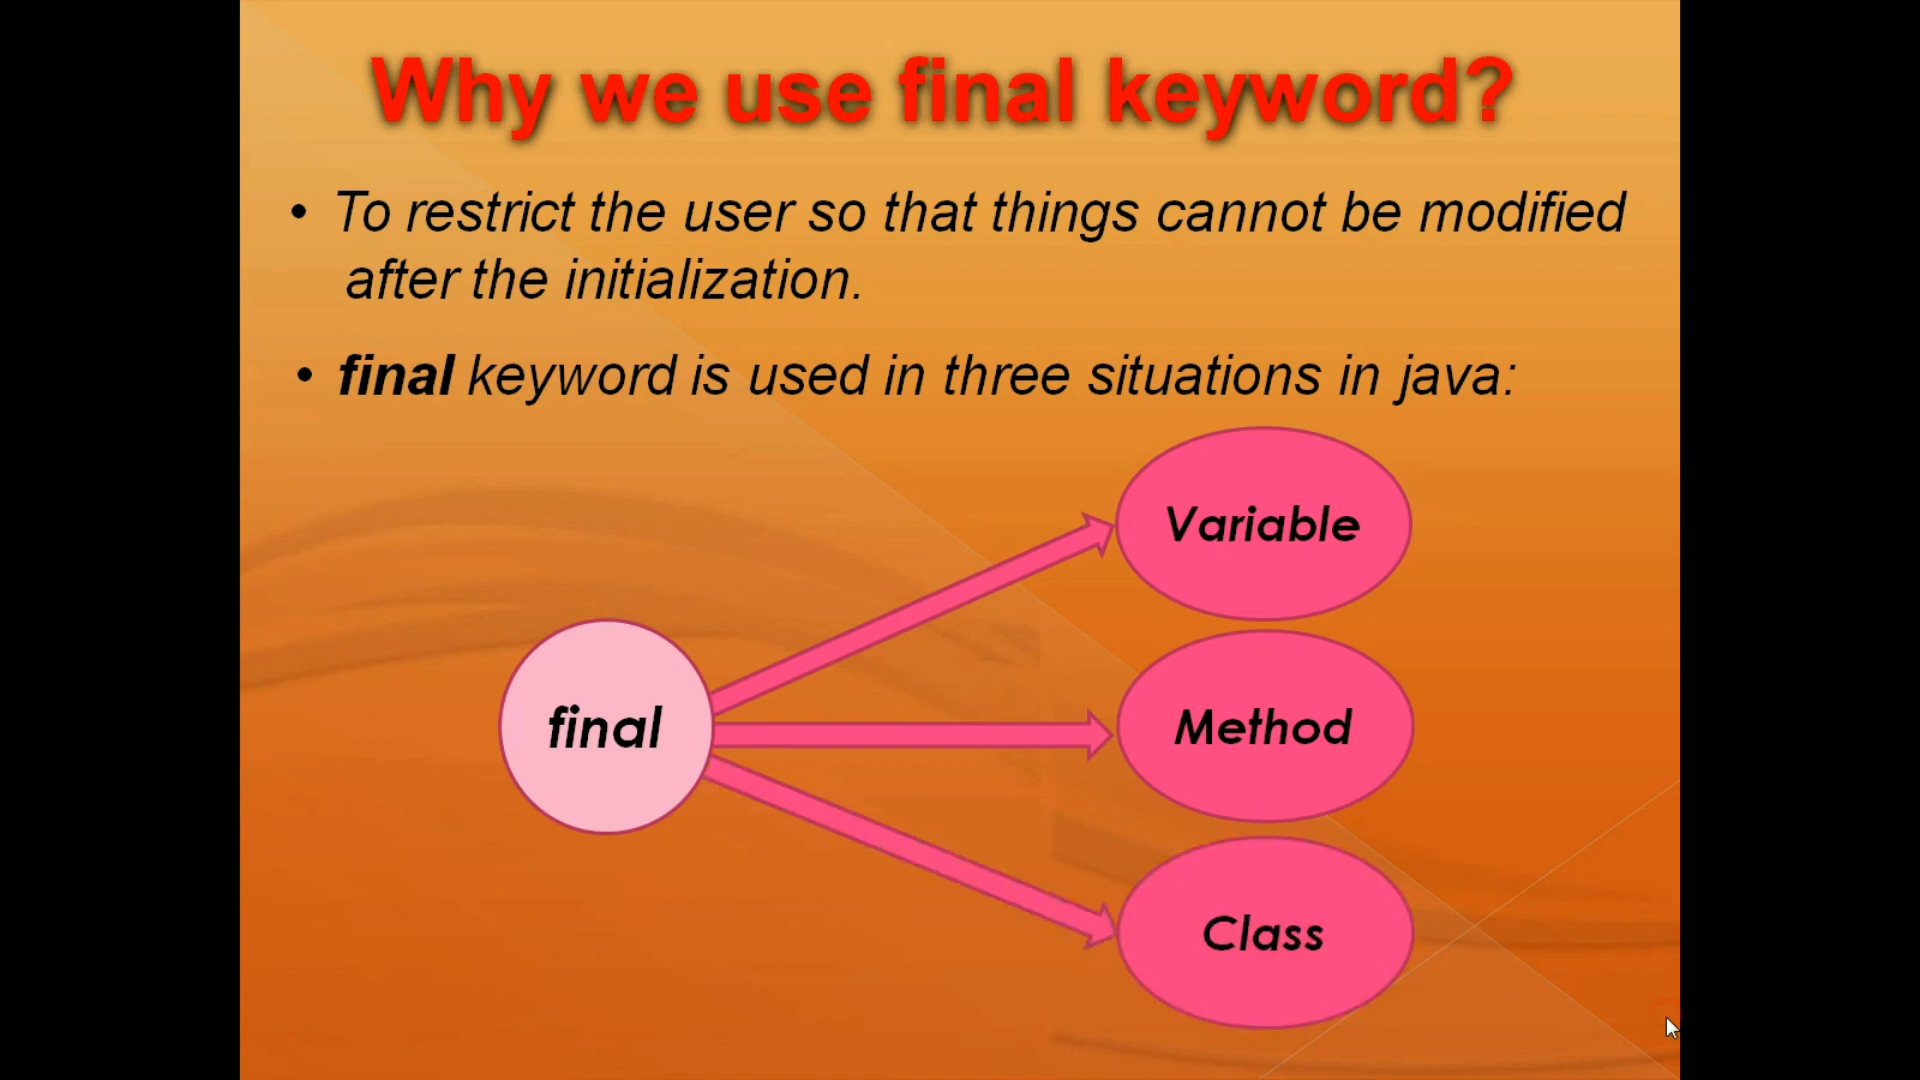 Why we use final keyword?
• To restrict the user so that things cannot be modified
after the initialization.
• final keyword is used in three situations in java:
Variable
final
Method
Class